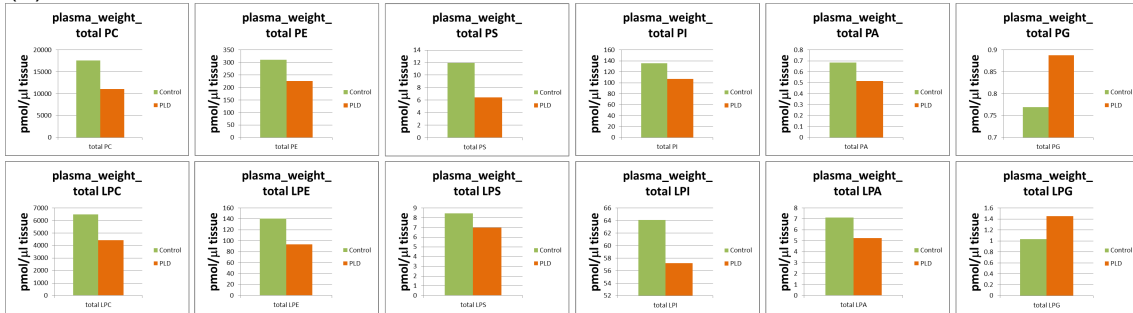 plasma_weight_
total PC
pmol/µl tissue
20000
15000
10000
5000
0
total PC
Control
PLD
plasma_weight_
total PE
pmol/µl tissue
350
300
250
200
150
100
50
0
total PE
Control
PLD
plasma_weight_
total PS
pmol/µl tissue
14
12
10
8
6
4
2
0
total PS
Control
PLD
plasma_weight_
total PI
pmol/µl tissue
160
140
120
100
80
60
40
20
0
total PI
Control
PLD
plasma_weight_
total PA
pmol/µl tissue
0.8
0.7
0.6
0.5
0.4
0.3
0.2
0.1
0
total PA
Control
PLD
plasma_weight_
total PG
pmol/µl tissue
0.9
0.85
0.8
0.75
0.7
total PG
Control
PLD
plasma_weight_
total LPC
pmol/µl tissue
7000
6000
5000
4000
3000
2000
1000
0
total LPC
Control
PLD
plasma_weight_
total LPE
pmol/µl tissue
160
140
120
100
80
60
40
20
0
total LPE
Control
PLD
plasma_weight_
total LPS
pmol/µl tissue
9
8
7
6
5
4
3
2
1
0
total LPS
Control
PLD
plasma_weight_
total LPI
pmol/µl tissue
66
64
62
60
58
56
54
52
total LPI
Control
PLD
plasma_weight_
total LPA
pmol/µl tissue
8
7
6
5
4
3
2
1
0
total LPA
Control
PLD
plasma_weight_
total LPG
pmol/µl tissue
1.6
1.4
1.2
1
0.8
0.6
0.4
0.2
0
total LPG
Control
PLD